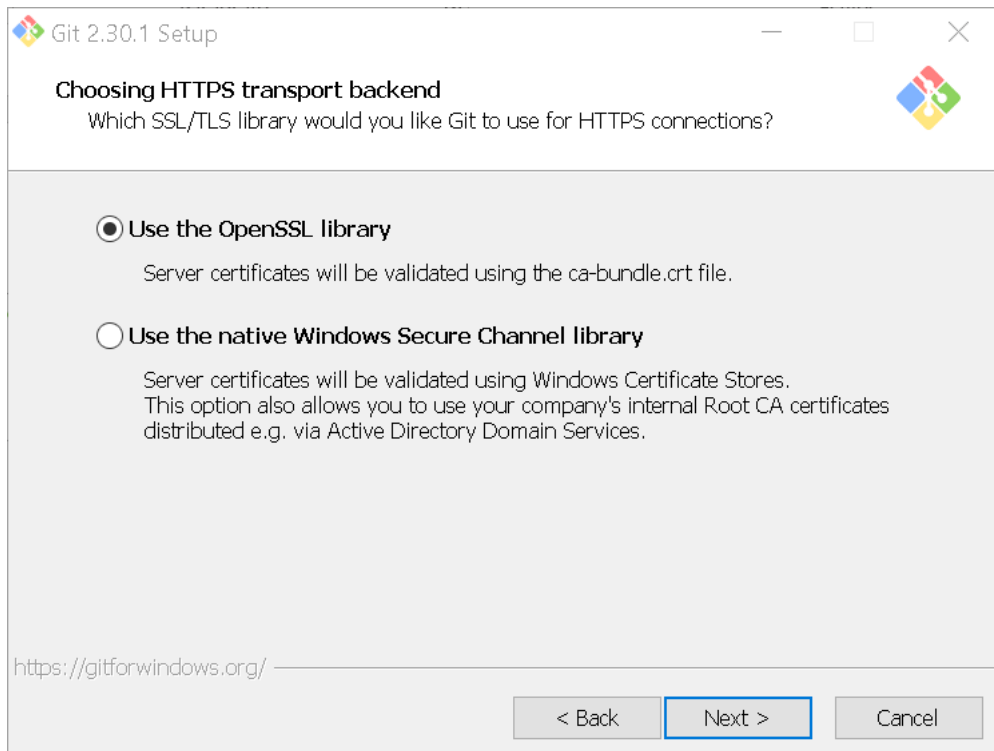 Git 2.30.1 Setup
Choosing HTTPS transport backend
Which SSL/TLS library would you like Git to use for HTTPS connections?
Use the OpenSSL library
Server certificates will be validated using the ca-bundle.crt file.
Use the native Windows Secure Channel library
Server certificates will be validated using Windows Certificate Stores.
This option also allows you to use your company's internal Root CA certificates
distributed e.g. via Active Directory Domain Services.
https://gitforwindows.org/
< Back Next > Cancel